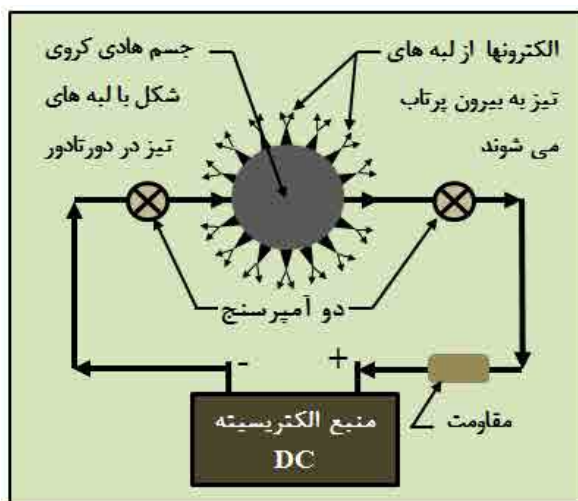 الکترونها از لبه های
تیز به بیرون پرتاب
می شوند
جسم هادی کروی
شکل با لبه های
تیز در دورتادور
دو آمپرسنج
-
+
مقاومت
منبع الکتریسیته
DC